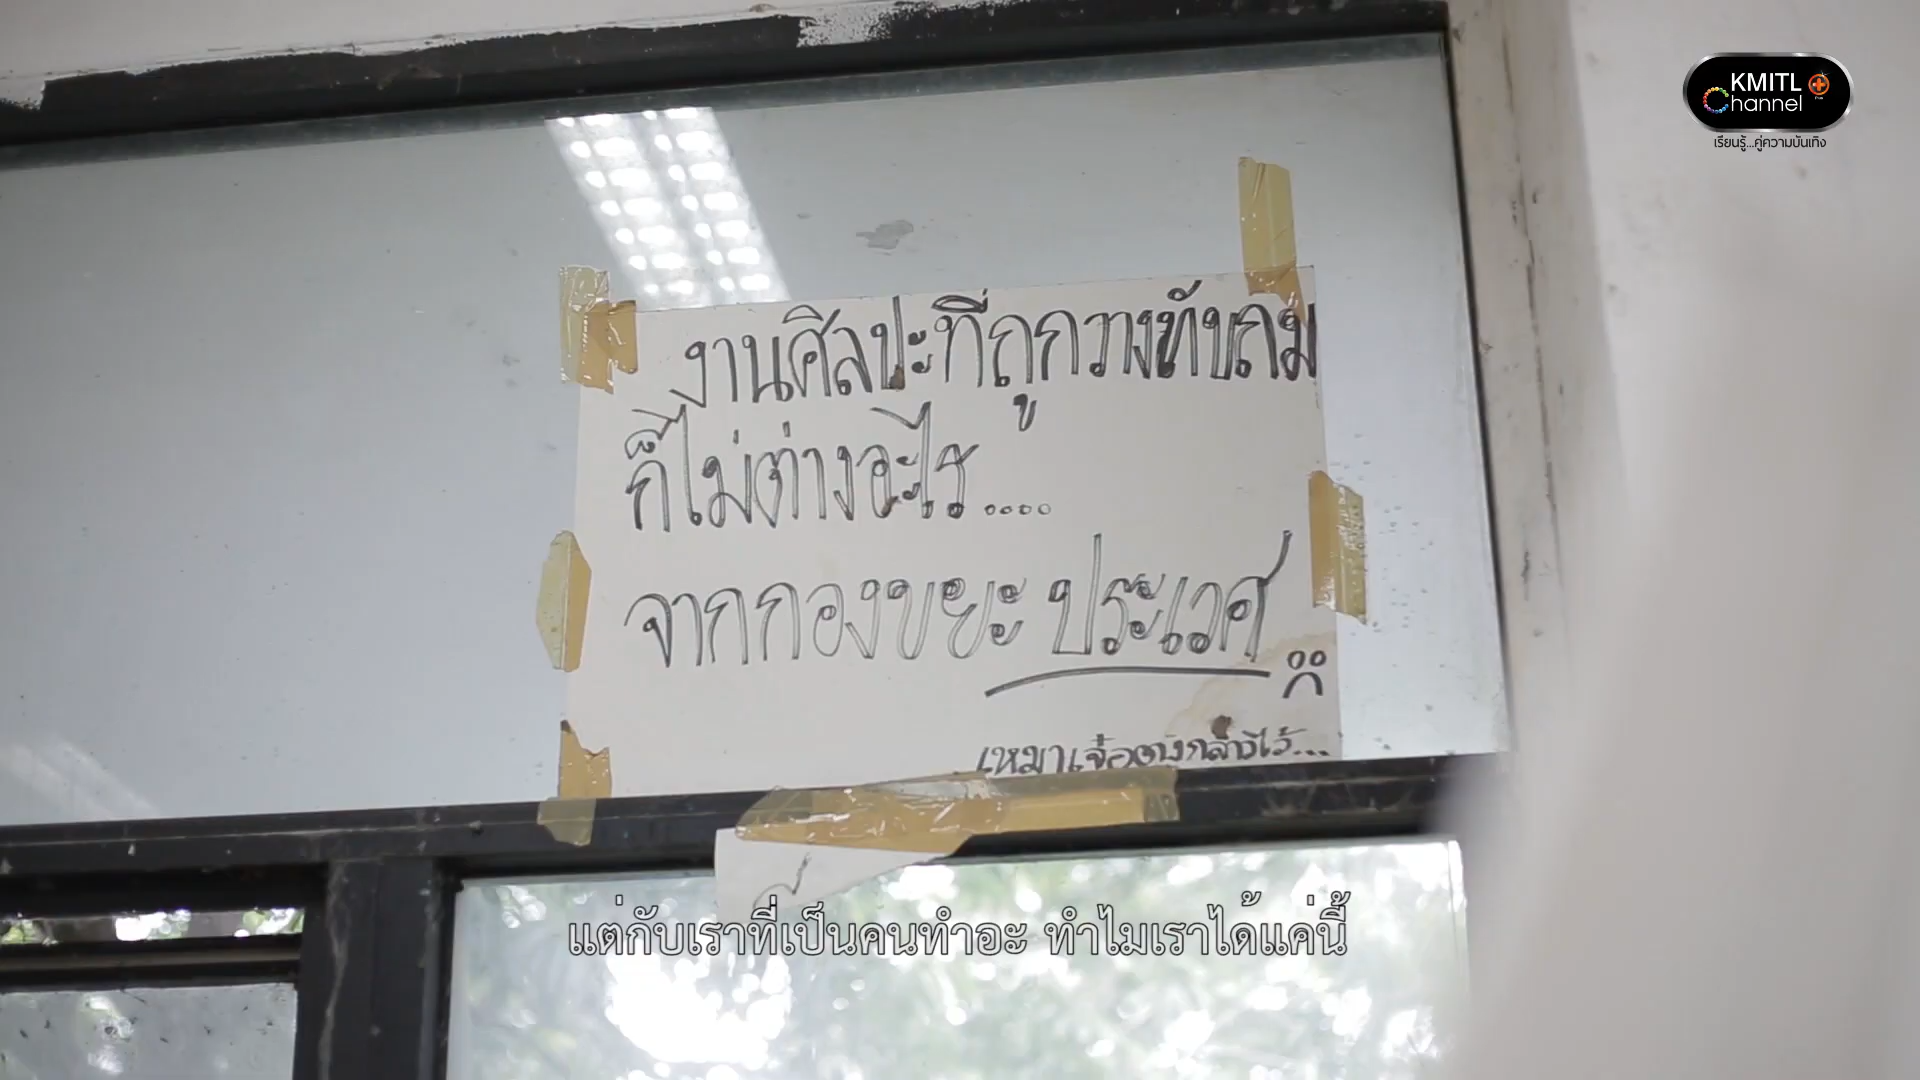 KMITL
Channel
เรียนรู้...คู่ความบันเทิง
งานศิลปะที่ถูกวางทับถม
ก็ไม่ต่างอะไร....
จากกองขยะ ประเวศ
แต่กับเราที่เป็นคนทำอะ ทำไมเราได้แค่นี้